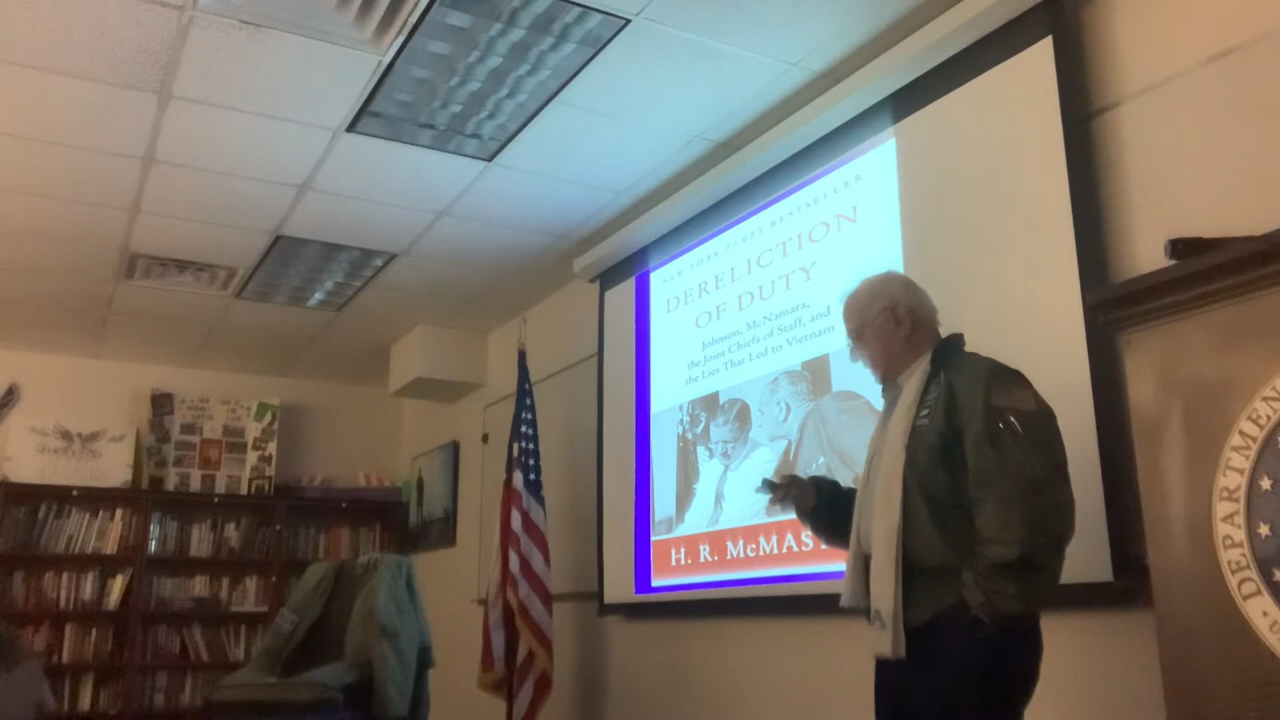 NEW YORK TIMES BESTSELLER
DERELICTION
OF DUTY
Johnson, McNamara,
the Joint Chiefs of Staff, and
the Lies That Led to Vietnam
H. R. McMAS
DEPARTMEN